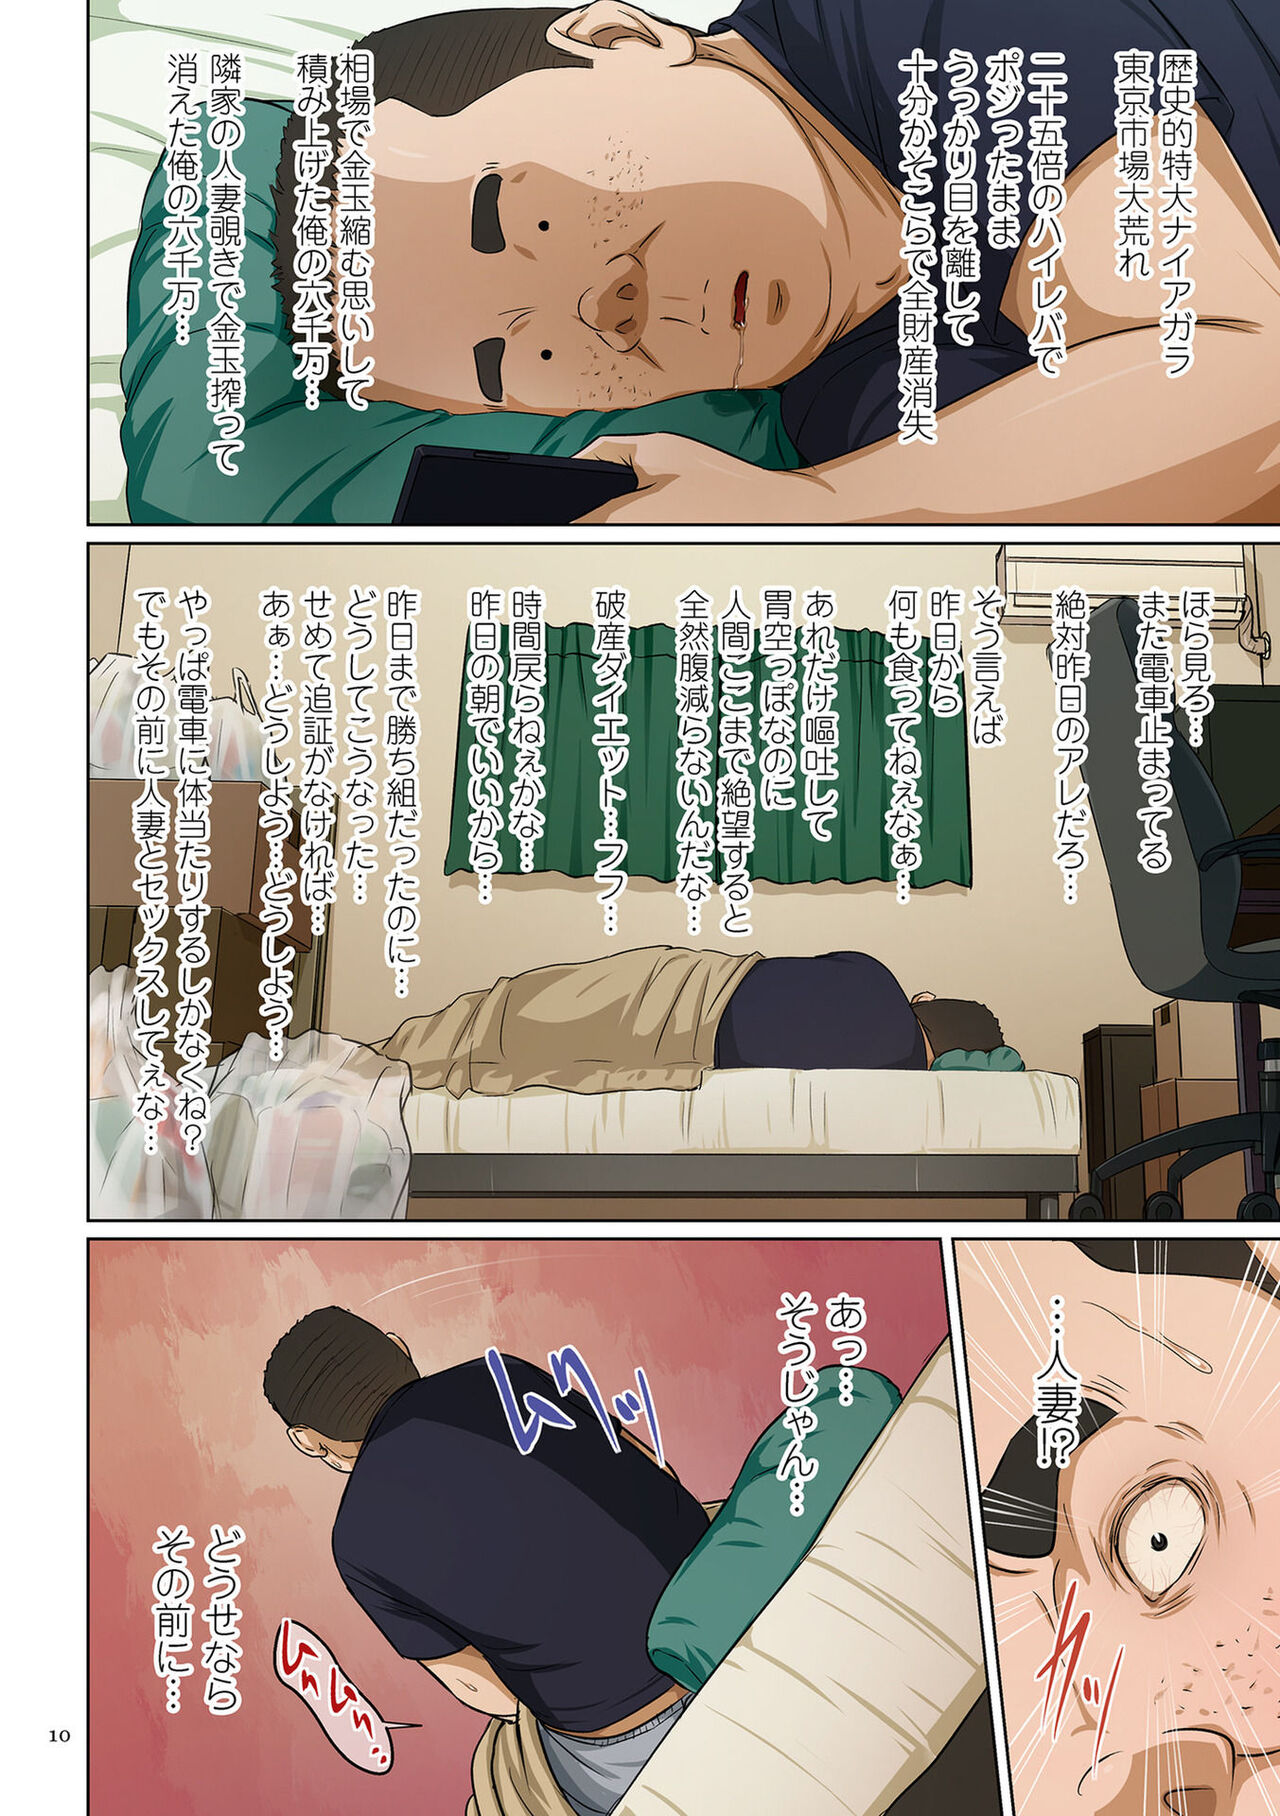 歴史的特大ナイアガラ
東京市場大荒れ
二十五倍のハイレバで
ポジったまま
うっかり目を離して
十分かそこらで全財産消失
相場で金玉縮む思いして
積み上げた俺の六千万…
隣家の人妻覗きで金玉搾って
消えた俺の六千万…
ほら見ろ…
また電車止まってる
絶対昨日のアレだろ…
そう言えば
昨日から
何も食ってねぇなぁ…
あれだけ嘔吐して
胃空っぽなのに
人間ここまで絶望すると
全然腹減らないんだな…
破産ダイエット…フフ…
時間戻らねぇかな…
昨日の朝でいいから…
昨日まで勝ち組だったのに…
どうしてこうなった…
せめて追証がなければ…
あぁ…どうしよう…どうしよう…
やっぱ電車に体当たりするしかなくね?
でもその前に人妻とセックスしてぇな…
…人妻!?
カッ
あっ…
そうじゃん…
ムクッ
どうせなら
その前に…
ムㇰ
ムㇰ…
10